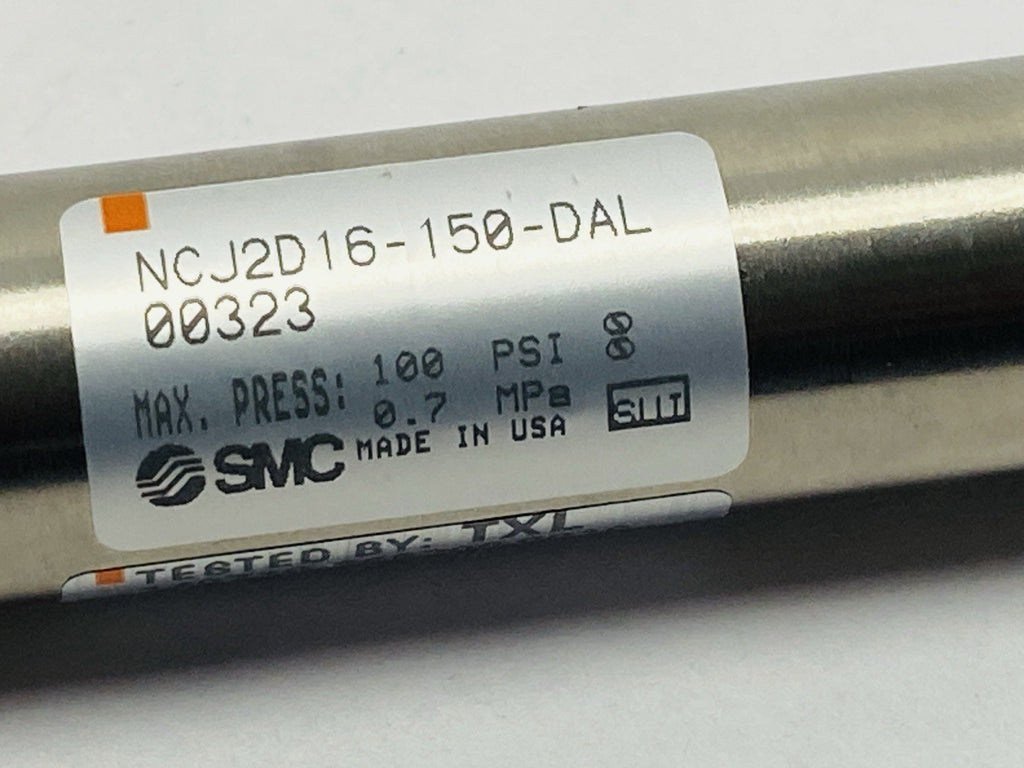 NCJ2D16-150-DAL
00323
MAX. PRESS: 100 PSI
0.7 MPa
SMC MADE IN USA
TESTED BY: TXL